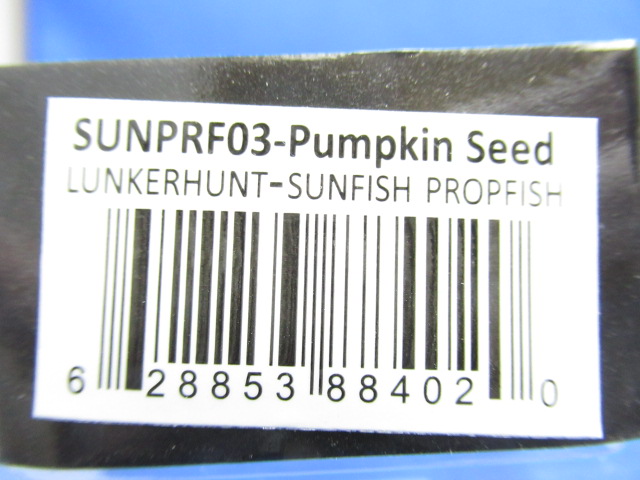 SUNPRF03-Pumpkin Seed
LUNKERHUNT-SUNFISH PROPFISH
6 28853 88402 0